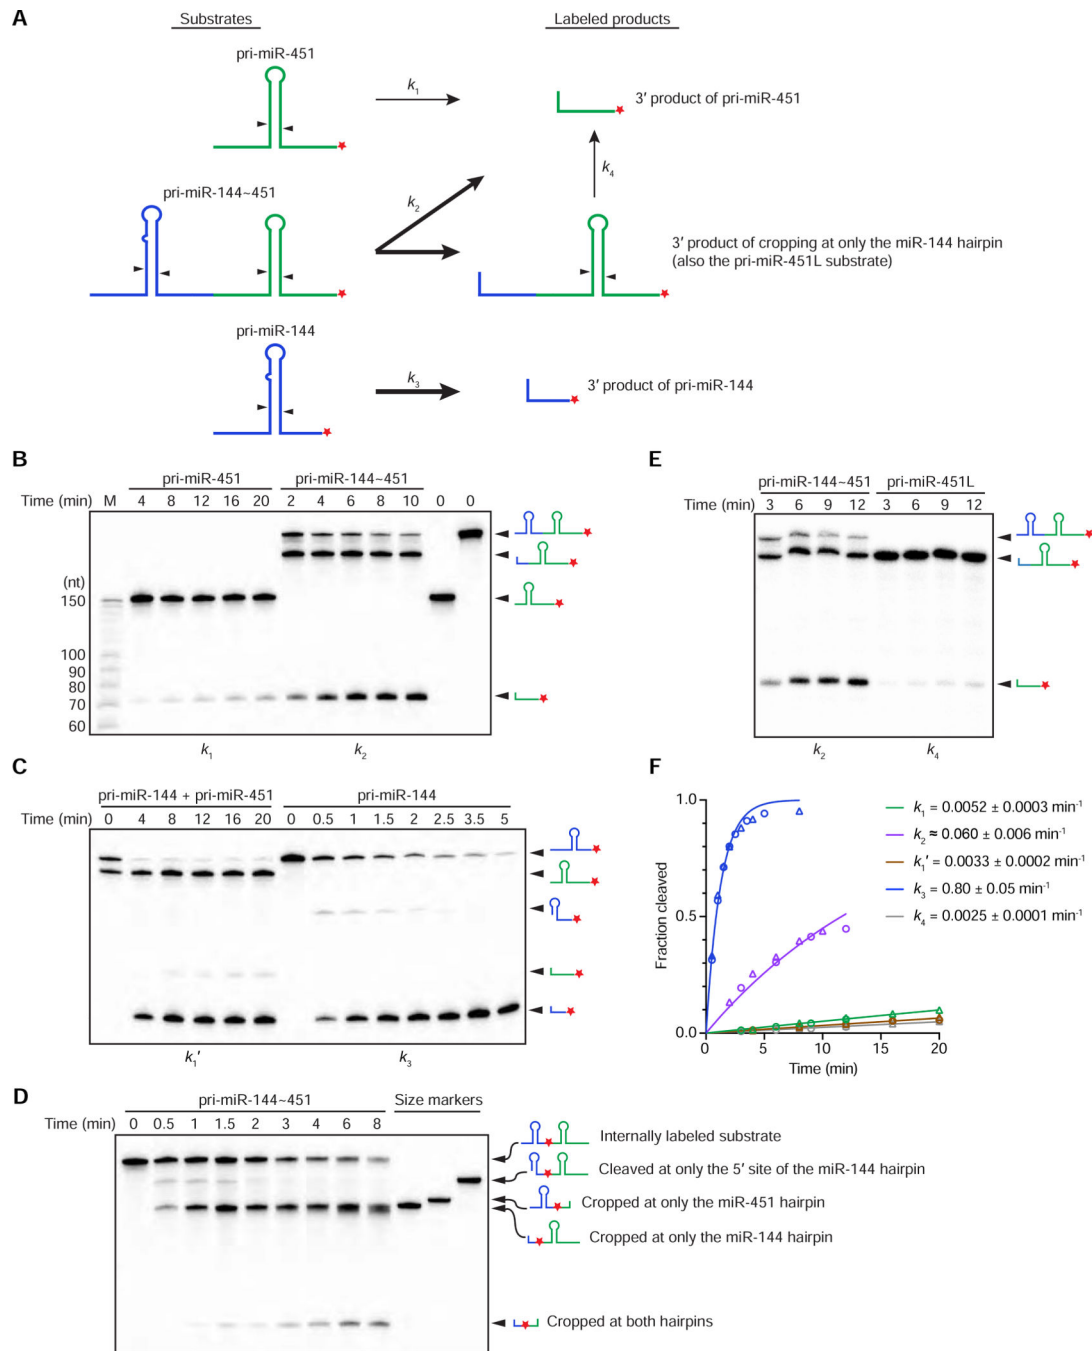 A
Substrates
Labeled products
pri-miR-451
k1
3′ product of pri-miR-451
k4
pri-miR-144~451
k2
3′ product of cropping at only the miR-144 hairpin
(also the pri-miR-451L substrate)
pri-miR-144
k3
3′ product of pri-miR-144
B
pri-miR-451 pri-miR-144~451
Time (min) M 4 8 12 16 20 2 4 6 8 10 0 0
(nt)
150
100
90
80
70
60
k1 k2
E
pri-miR-144~451 pri-miR-451L
Time (min) 3 6 9 12 3 6 9 12
k2 k4
C
pri-miR-144 + pri-miR-451 pri-miR-144
Time (min) 0 4 8 12 16 20 0 0.5 1 1.5 2 2.5 3.5 5
k1′ k3
F
1.0
0.5
0.0
Fraction cleaved
0 5 10 15 20
Time (min)
k1 = 0.0052 ± 0.0003 min-1
k2 ≈ 0.060 ± 0.006 min-1
k1′ = 0.0033 ± 0.0002 min-1
k3 = 0.80 ± 0.05 min-1
k4 = 0.0025 ± 0.0001 min-1
D
pri-miR-144~451 Size markers
Time (min) 0 0.5 1 1.5 2 3 4 6 8
Internally labeled substrate
Cleaved at only the 5′ site of the miR-144 hairpin
Cropped at only the miR-451 hairpin
Cropped at only the miR-144 hairpin
Cropped at both hairpins